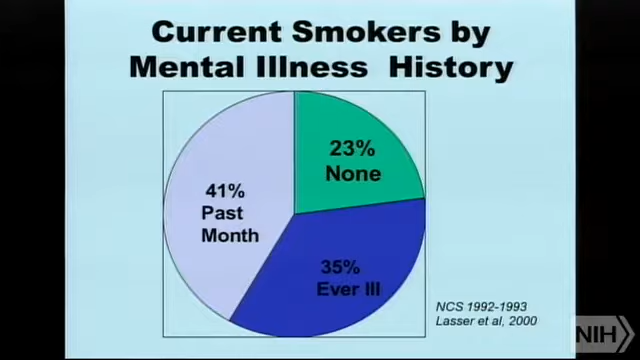 Current Smokers by
Mental Illness History
23%
None
41%
Past
Month
35%
Ever Ill
NCS 1992-1993
Lasser et al, 2000
NIH